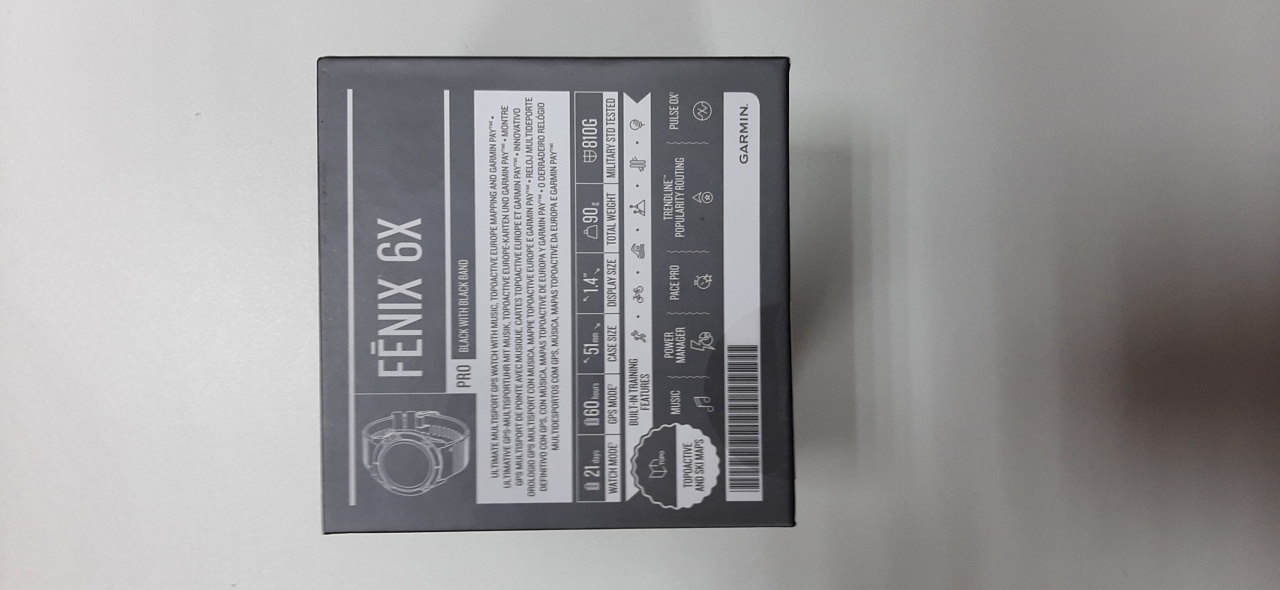 FĒNIX 6X
PRO BLACK WITH BLACK BAND
ULTIMATE MULTISPORT GPS WATCH WITH MUSIC, TOPOACTIVE EUROPE MAPPING AND GARMIN PAY™ •
ULTIMATIVE GPS-MULTISPORTUHR MIT MUSIK, TOPOACTIVE EUROPE-KARTEN UND GARMIN PAY™ • MONTRE
GPS MULTISPORT DE POINTE AVEC MUSIQUE, CARTES TOPOACTIVE EUROPE ET GARMIN PAY™ • INNOVATIVO
OROLOGIO GPS MULTISPORT CON MUSICA, MAPPE TOPOACTIVE EUROPE E GARMIN PAY™ • RELOJ MULTIDEPORTE
DEFINITIVO CON GPS, CON MÚSICA, MAPAS TOPOACTIVE DE EUROPA Y GARMIN PAY™ • O DERRADEIRO RELÓGIO
MULTIDESPORTOS COM GPS, MÚSICA, MAPAS TOPOACTIVE DA EUROPA E GARMIN PAY™
21 days 60 hours 51 mm 1.4" 90 g 810G
WATCH MODE GPS MODE CASE SIZE DISPLAY SIZE TOTAL WEIGHT MILITARY STD TESTED
BUILT-IN TRAINING
FEATURES
TOPO
TOPOACTIVE
AND SKI MAPS
MUSIC
POWER
MANAGER
PACE PRO
TRENDLINE™
POPULARITY ROUTING
PULSE OX
GARMIN.